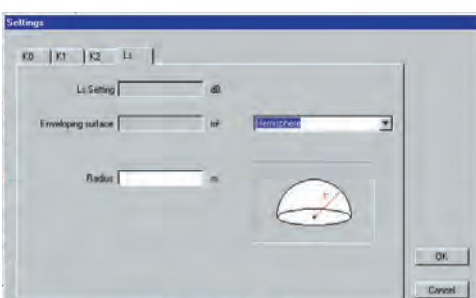 Settings
K0 K1 K2 Ls
Ls Setting dB
Enveloping surface m²
Hemisphere
Radius m
r
OK
Cancel